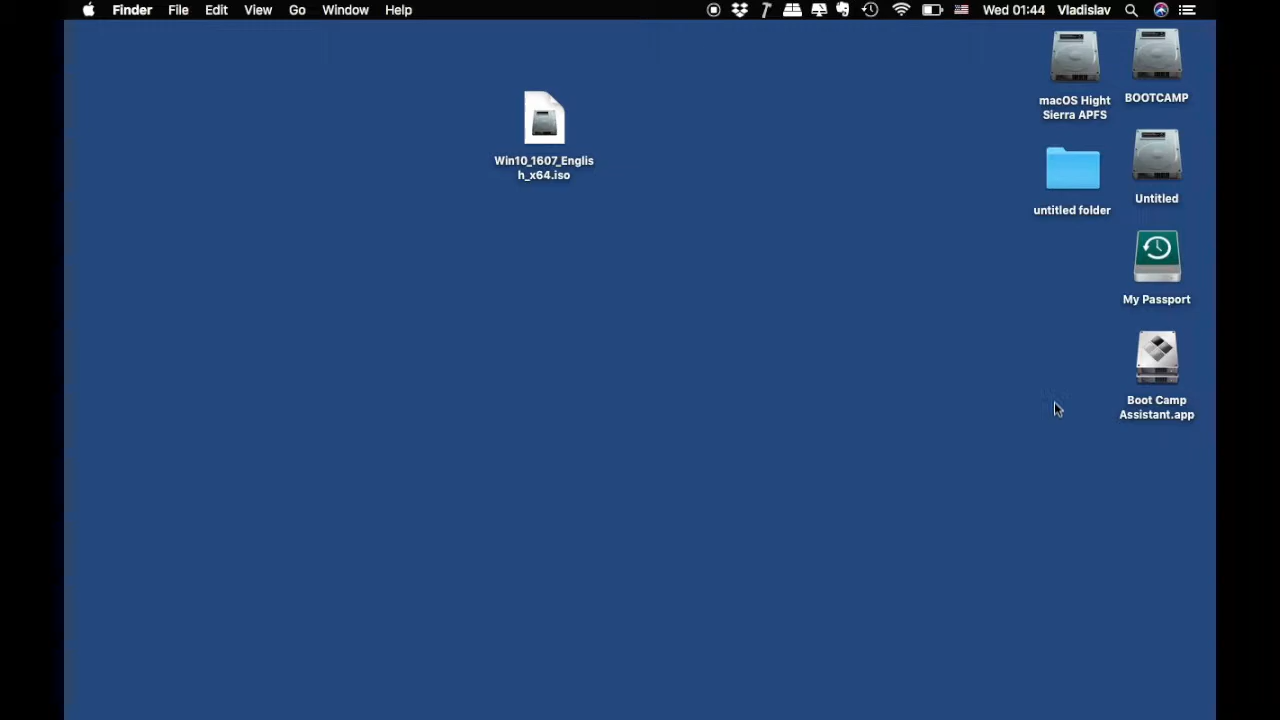 Finder File Edit View Go Window Help Wed 01:44 Vladislav
macOS Hight
Sierra APFS
BOOTCAMP
Win10_1607_Englis
h_x64.iso
untitled folder
Untitled
My Passport
Boot Camp
Assistant.app